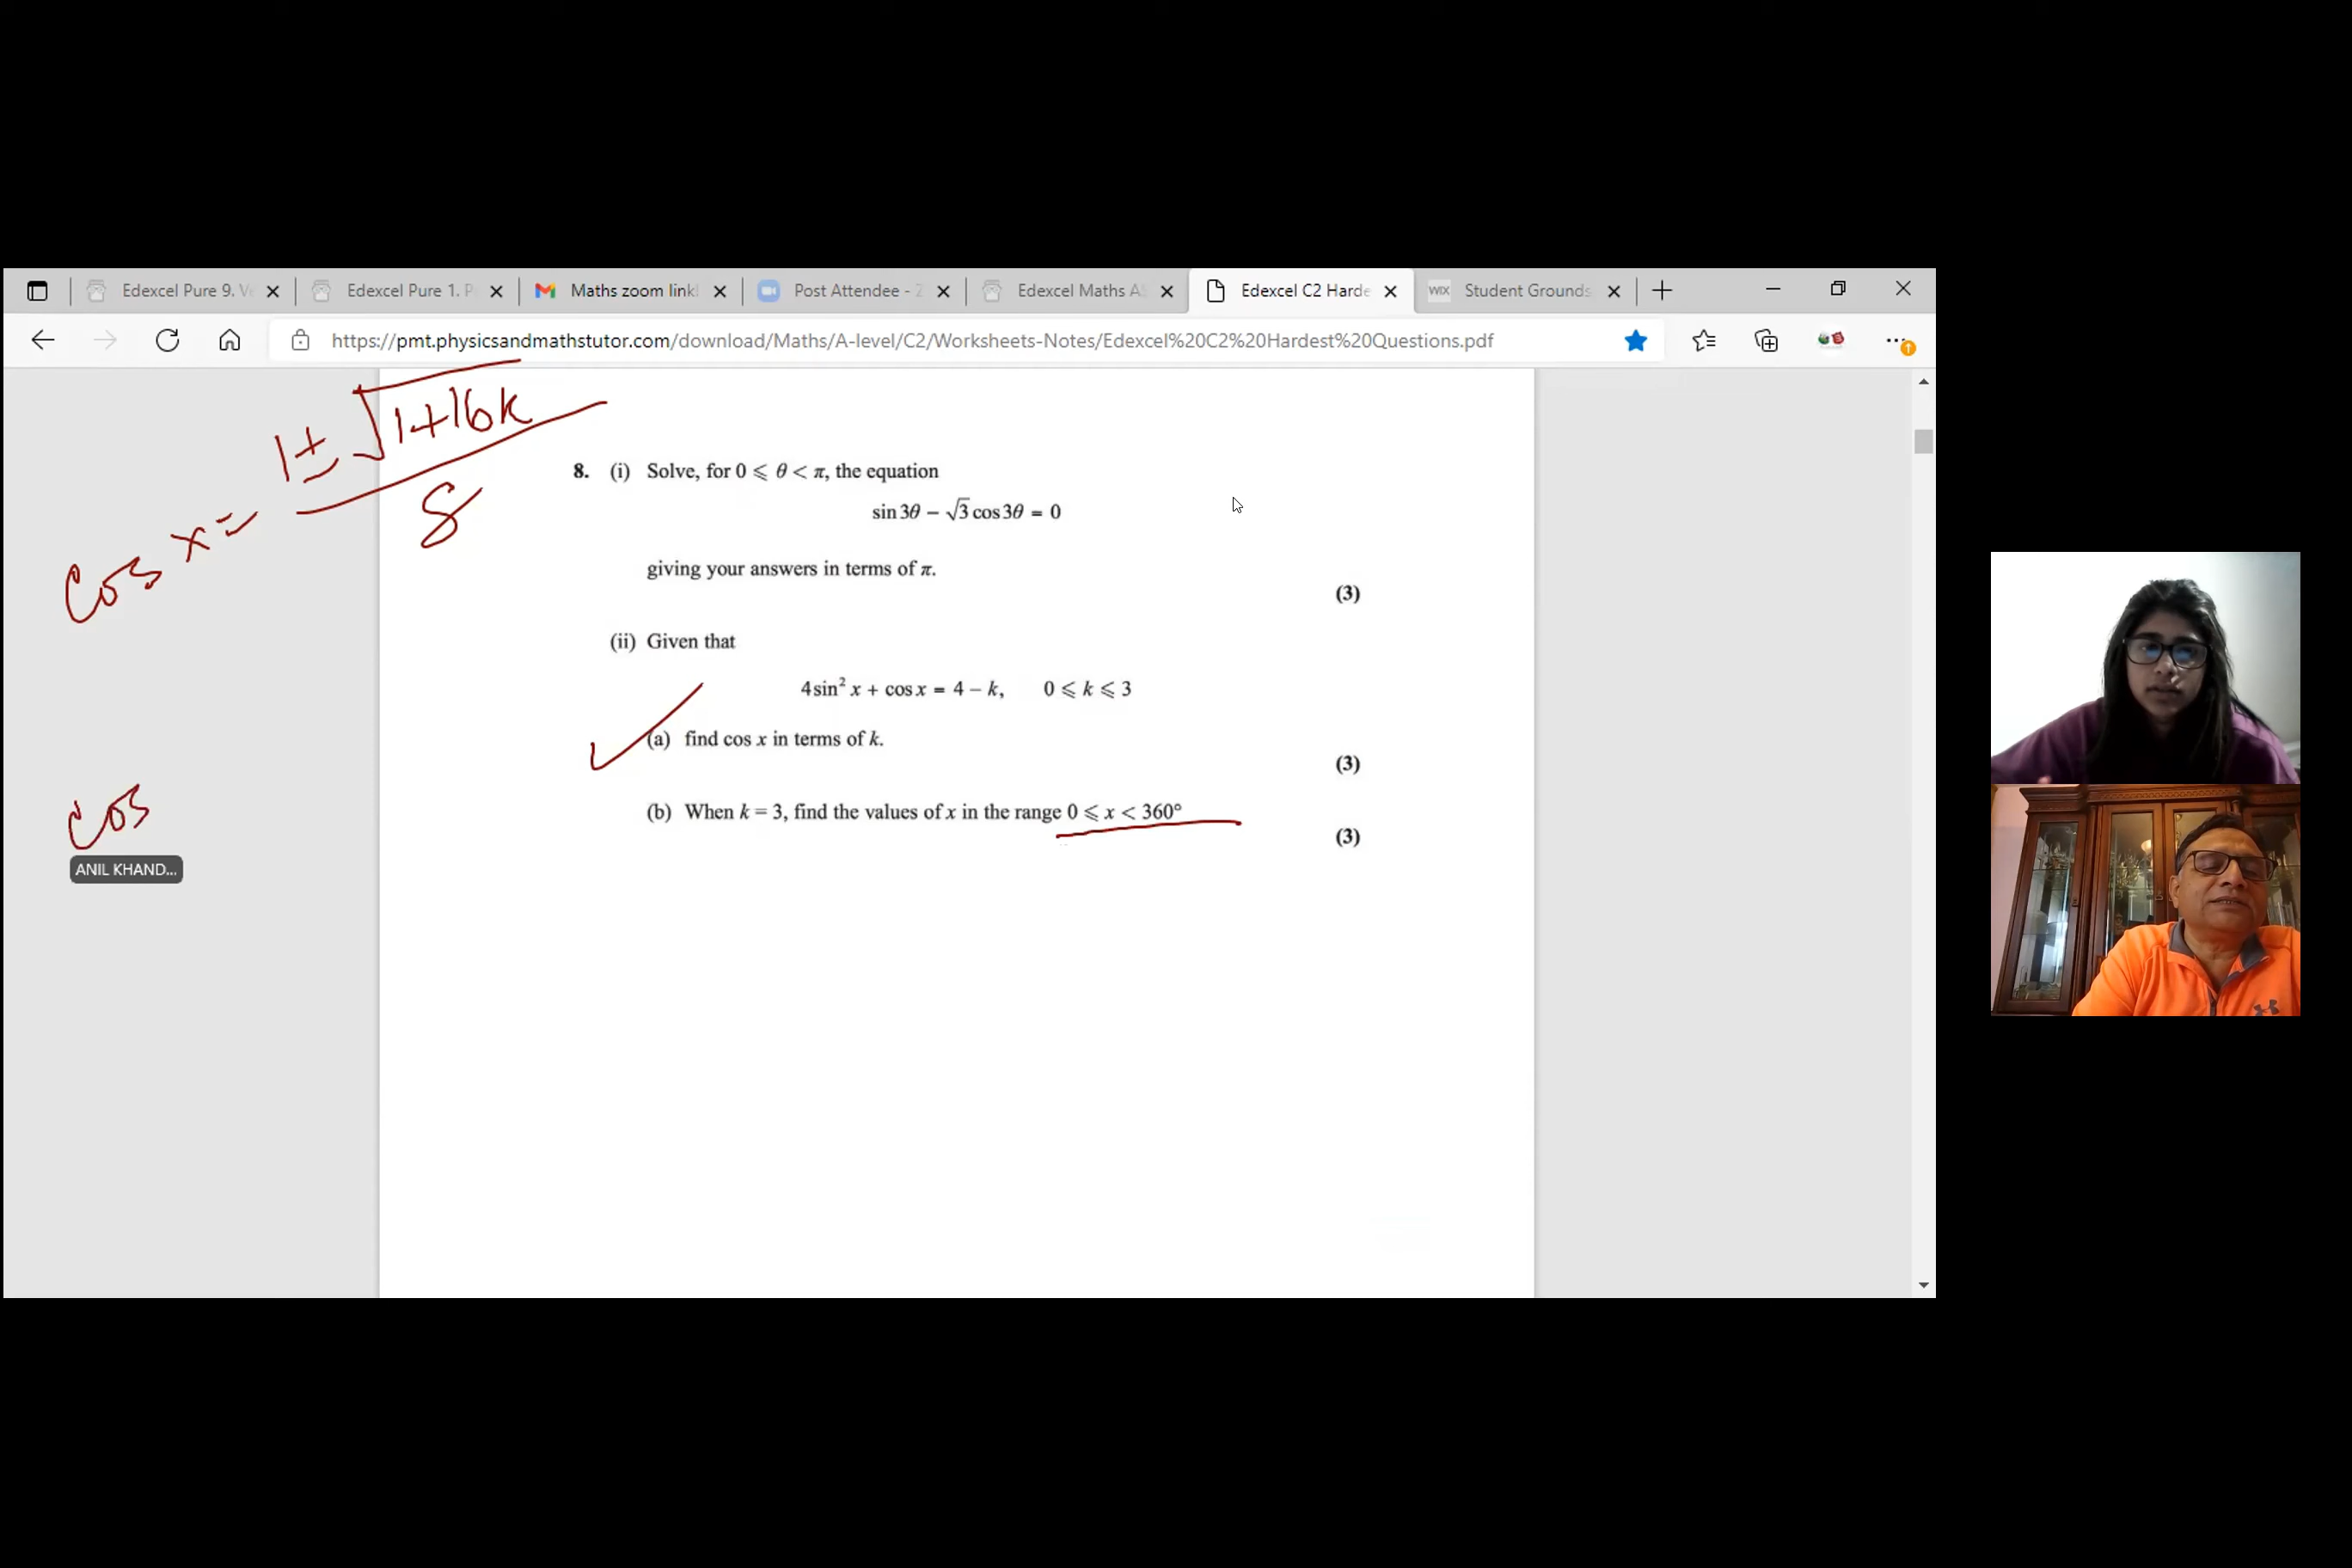 Edexcel Pure 9. Ve
Edexcel Pure 1. P
Maths zoom link
Post Attendee - Z
Edexcel Maths A
Edexcel C2 Harde
WIX
Student Grounds
https://pmt.physicsandmathstutor.com/download/Maths/A-level/C2/Worksheets-Notes/Edexcel%20C2%20Hardest%20Questions.pdf
cos x = 1 ± √1+16k
8
8. (i) Solve, for 0 ⩽ θ < π, the equation
sin 3θ − √3 cos 3θ = 0
giving your answers in terms of π.
(3)
(ii) Given that
4sin² x + cos x = 4 − k, 0 ⩽ k ⩽ 3
(a) find cos x in terms of k.
(3)
(b) When k = 3, find the values of x in the range 0 ⩽ x < 360°
(3)
cos
ANIL KHAND...